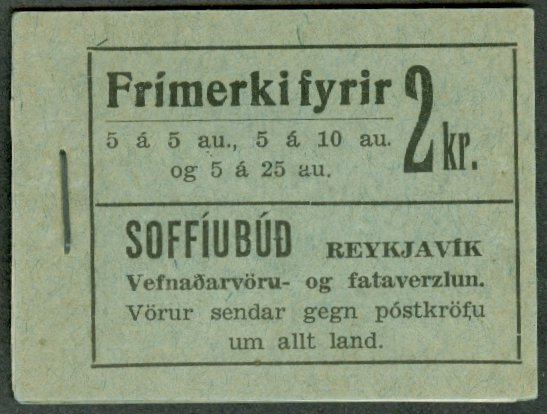 Frímerki fyrir 2 kr.
5 á 5 au., 5 á 10 au.
og 5 á 25 au.
SOFFÍUBÚÐ REYKJAVÍK
Vefnaðarvöru- og fataverzlun.
Vörur sendar gegn póstkröfu
um allt land.